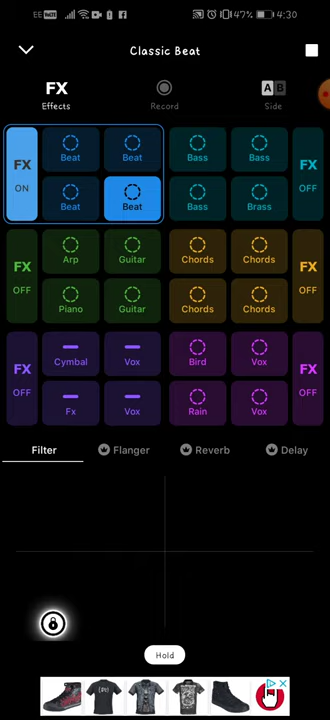 EE 4G 47% 4:30
Classic Beat
FX A B
Effects Record Side
FX Beat Beat Bass Bass FX
ON Beat Beat Bass Brass OFF
FX Arp Guitar Chords Chords FX
OFF Piano Guitar Chords Chords OFF
FX Cymbal Vox Bird Vox FX
OFF Fx Vox Rain Vox OFF
Filter Flanger Reverb Delay
Hold